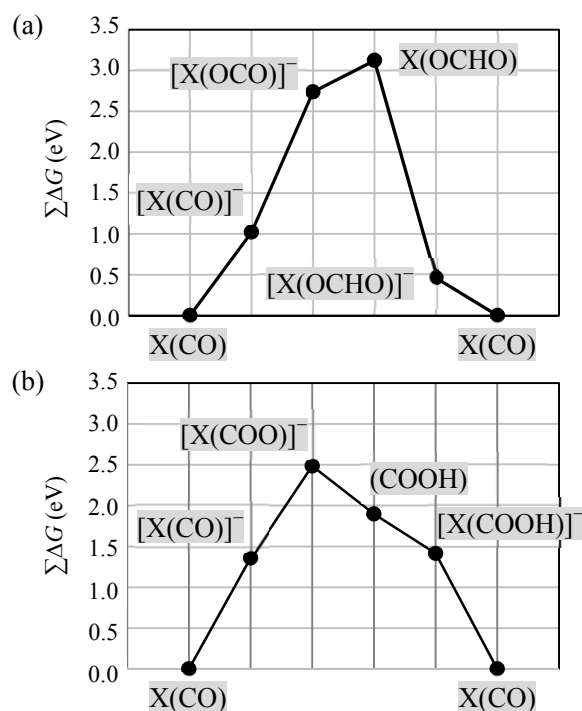 (a)
∑ΔG (eV)
3.5
3.0
2.5
2.0
1.5
1.0
0.5
0.0
[X(OCO)]⁻
X(OCHO)
[X(CO)]⁻
[X(OCHO)]⁻
X(CO)
X(CO)
(b)
∑ΔG (eV)
3.5
3.0
2.5
2.0
1.5
1.0
0.5
0.0
[X(COO)]⁻
(COOH)
[X(CO)]⁻
[X(COOH)]⁻
X(CO)
X(CO)